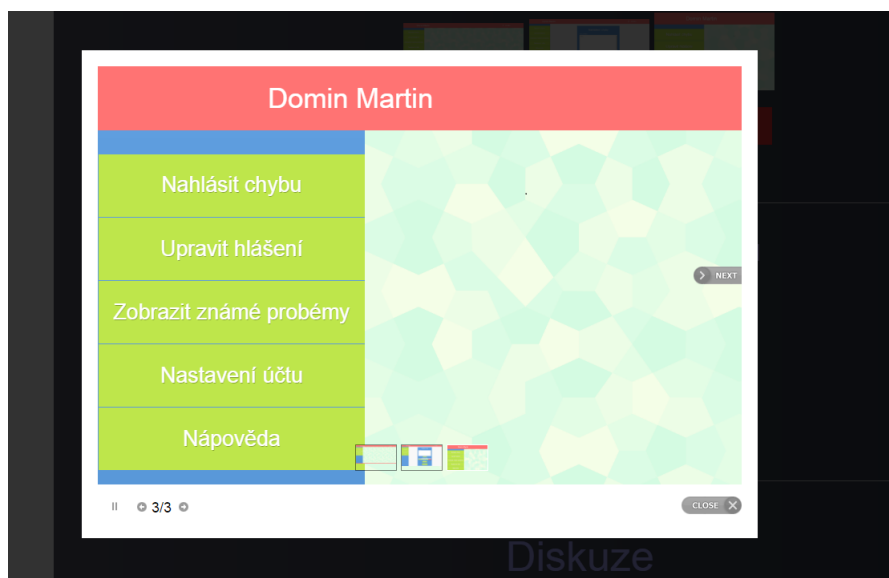 Domin Martin
Nahlásit chybu
Upravit hlášení
Zobrazit známé probémy
Nastavení účtu
Nápověda
NEXT
3/3
CLOSE
Diskuze